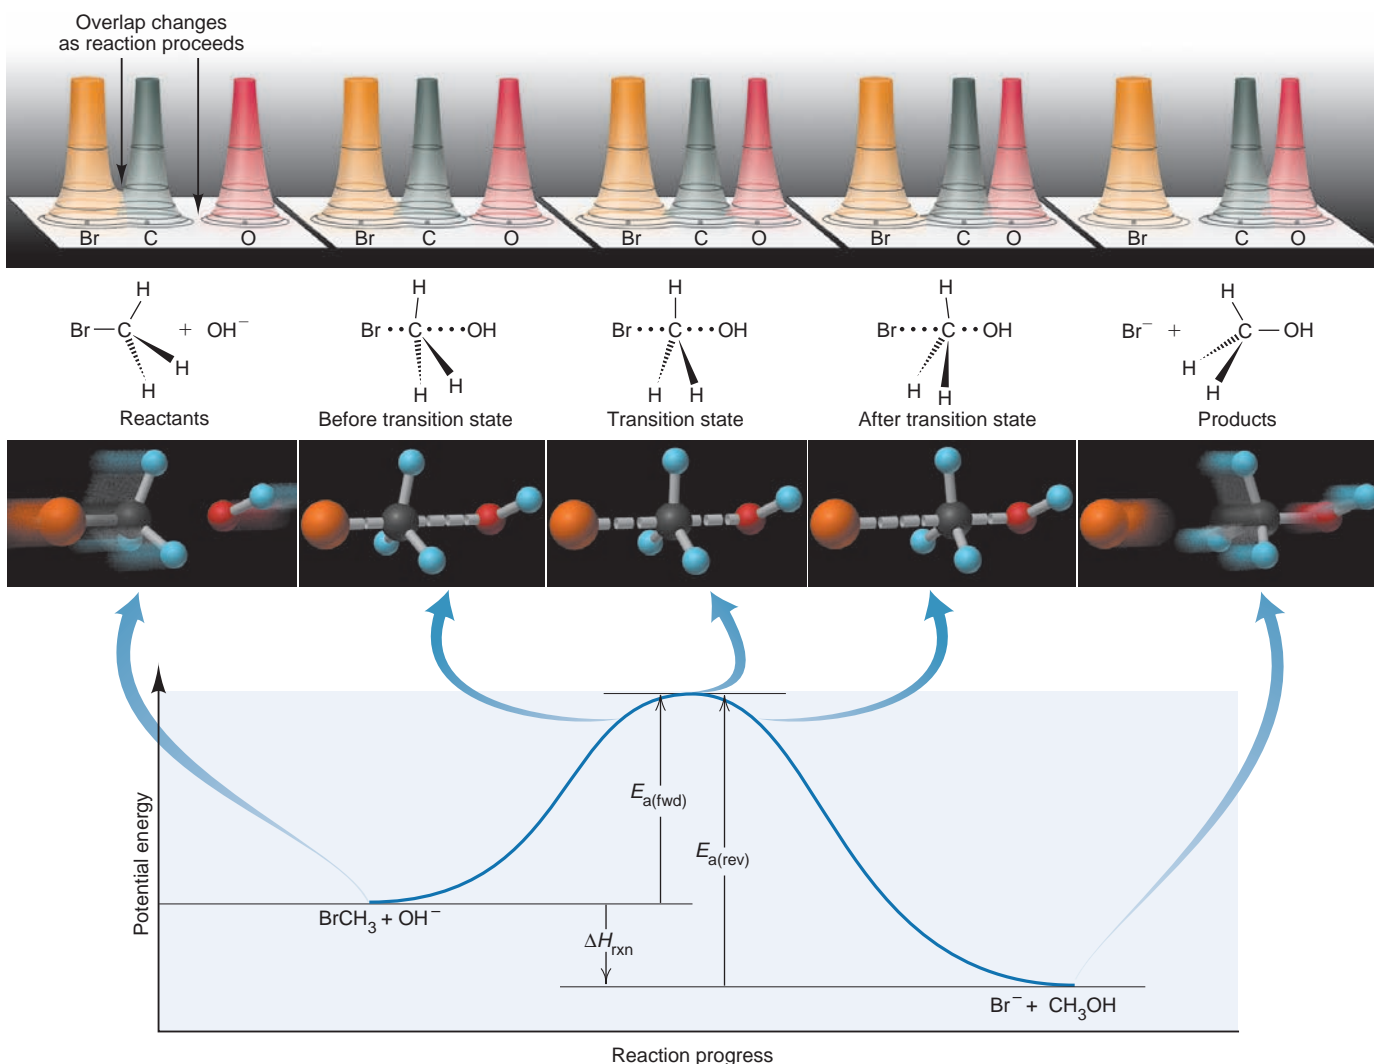 Overlap changes
as reaction proceeds
Br C O Br C O Br C O Br C O Br C O
H
Br C + OH⁻
H
H
H
Br C OH
H
H
H
Br C OH
H H
H
Br C OH
H
H
H
Br⁻ + C OH
H
H
Reactants Before transition state Transition state After transition state Products
Potential energy
Eₐ(fwd)
Eₐ(rev)
BrCH₃ + OH⁻
ΔHrxn
Br⁻ + CH₃OH
Reaction progress